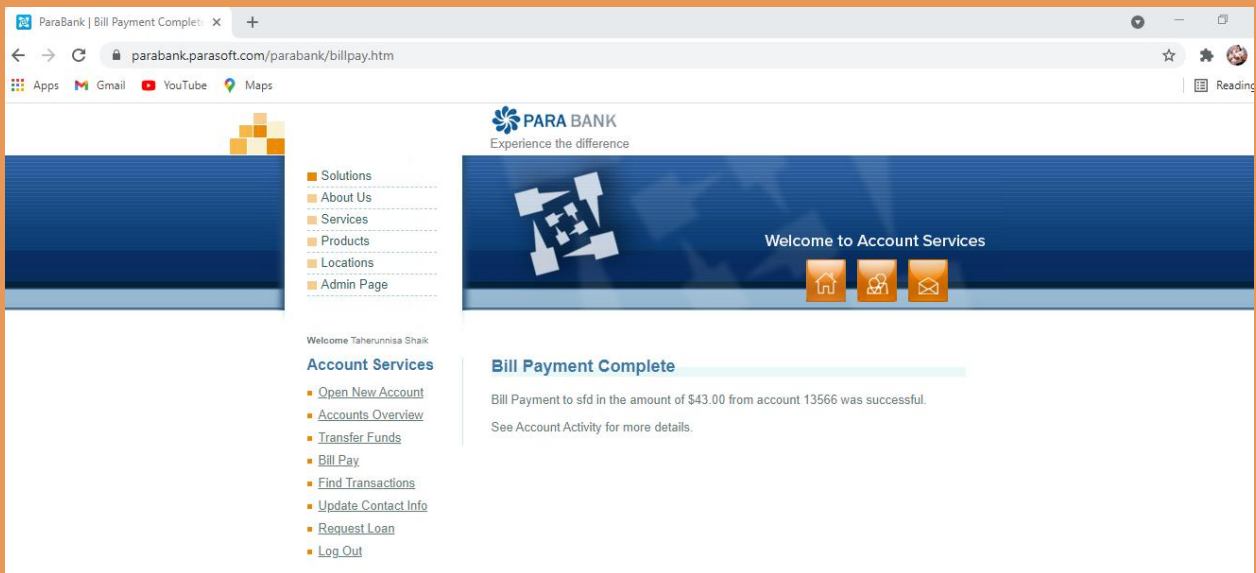 ParaBank | Bill Payment Complet
parabank.parasoft.com/parabank/billpay.htm
Apps Gmail YouTube Maps Reading
PARA BANK
Experience the difference
Solutions
About Us
Services
Products
Locations
Admin Page
Welcome to Account Services
Welcome Taherunnisa Shaik
Account Services
Open New Account
Accounts Overview
Transfer Funds
Bill Pay
Find Transactions
Update Contact Info
Request Loan
Log Out
Bill Payment Complete
Bill Payment to sfd in the amount of $43.00 from account 13566 was successful.
See Account Activity for more details.